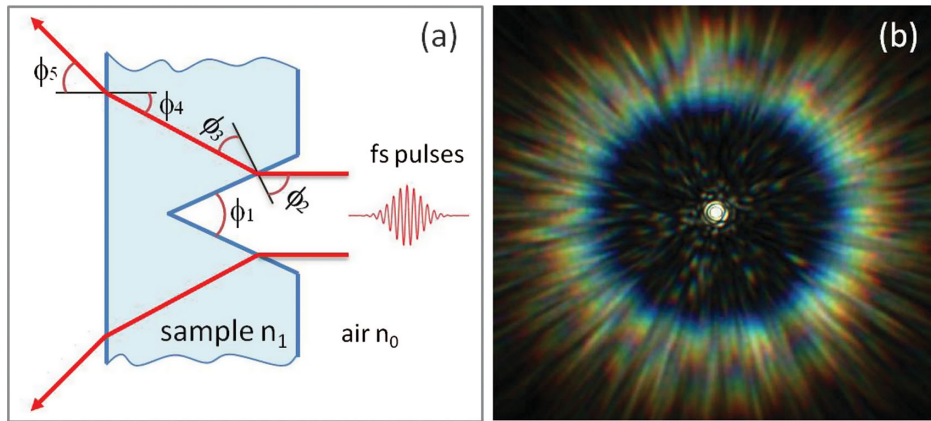 (a)
ϕ5
ϕ4
ϕ3
fs pulses
ϕ2
ϕ1
sample n1
air n0
(b)